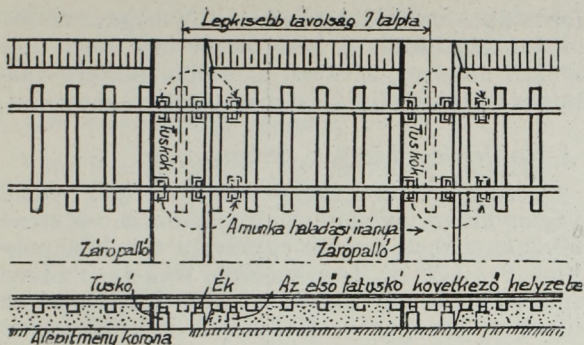 Legkisebb távolság 7 talpfa
Tuskók
Tuskók
A munka haladási iránya
Zárópalló
Zárópalló
Tuskó
Ék
Az első fatuskó következő helyzete
Alépítmény korona